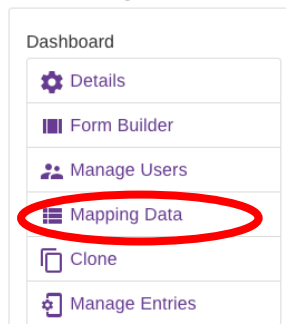 Dashboard
Details
Form Builder
Manage Users
Mapping Data
Clone
Manage Entries